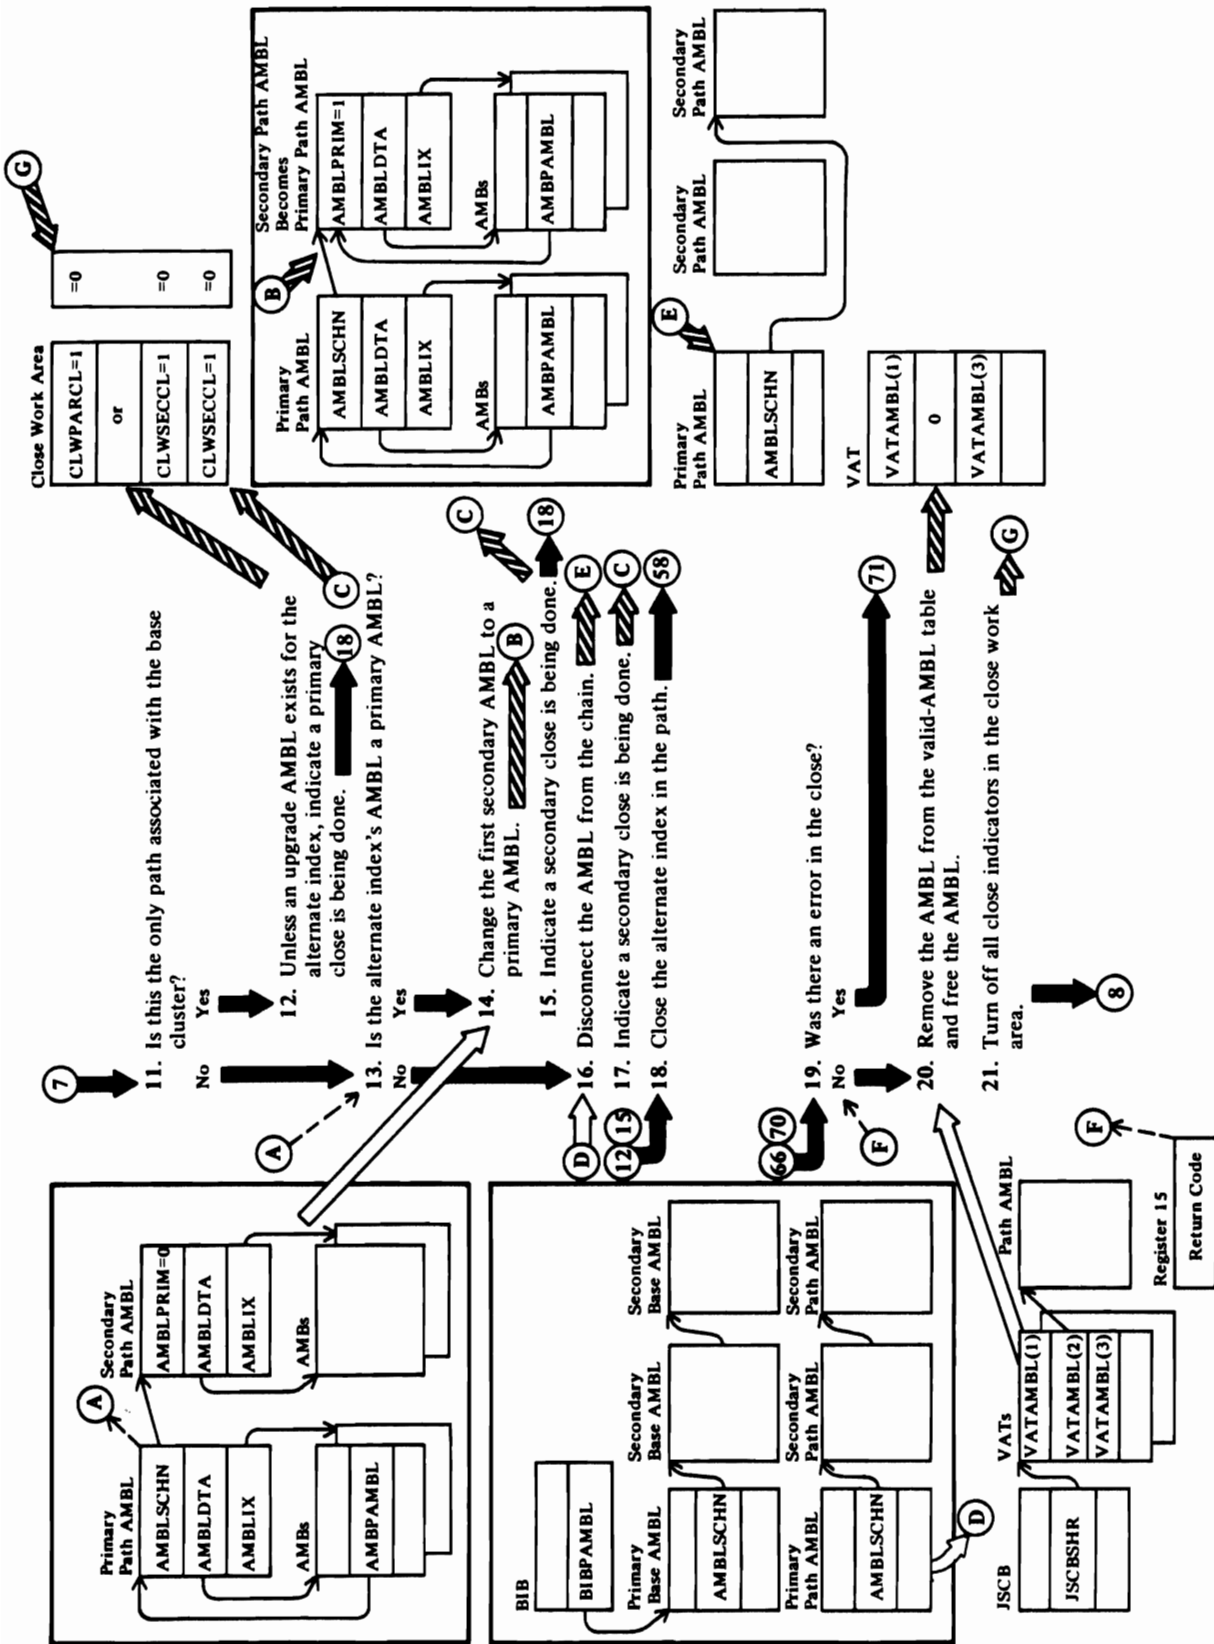 Primary
Path AMBL
AMBLSCHN
AMBLDTA
AMBLIX
AMBs
AMBPAMBL
A
Secondary
Path AMBL
AMBLPRIM=0
AMBLDTA
AMBLIX
AMBs
BIB
BIBPAMBL
Primary
Base AMBL
AMBLSCHN
Secondary
Base AMBL
Secondary
Base AMBL
Primary
Path AMBL
AMBLSCHN
Secondary
Path AMBL
Secondary
Path AMBL
D
JSCB
JSCBSHR
VATs
VATAMBL(1)
VATAMBL(2)
VATAMBL(3)
Path AMBL
Register 15
Return Code
F
7
11. Is this the only path associated with the base
cluster?
No
Yes
12. Unless an upgrade AMBL exists for the
alternate index, indicate a primary
close is being done.
18
A
13. Is the alternate index's AMBL a primary AMBL?
C
No
Yes
14. Change the first secondary AMBL to a
primary AMBL.
B
15. Indicate a secondary close is being done.
C
18
D
16. Disconnect the AMBL from the chain.
E
12
15
17. Indicate a secondary close is being done.
C
18. Close the alternate index in the path.
58
66
70
19. Was there an error in the close?
No
Yes
71
F
20. Remove the AMBL from the valid-AMBL table
and free the AMBL.
21. Turn off all close indicators in the close work
area.
G
8
Close Work Area
CLWPARCL=1
or
CLWSECCL=1
CLWSECCL=1
=0
=0
=0
G
Primary
Path AMBL
AMBLSCHN
AMBLDTA
AMBLIX
AMBs
AMBPAMBL
B
Secondary Path AMBL
Becomes
Primary Path AMBL
AMBLPRIM=1
AMBLDTA
AMBLIX
AMBs
AMBPAMBL
E
Primary
Path AMBL
AMBLSCHN
Secondary
Path AMBL
Secondary
Path AMBL
VAT
VATAMBL(1)
0
VATAMBL(3)